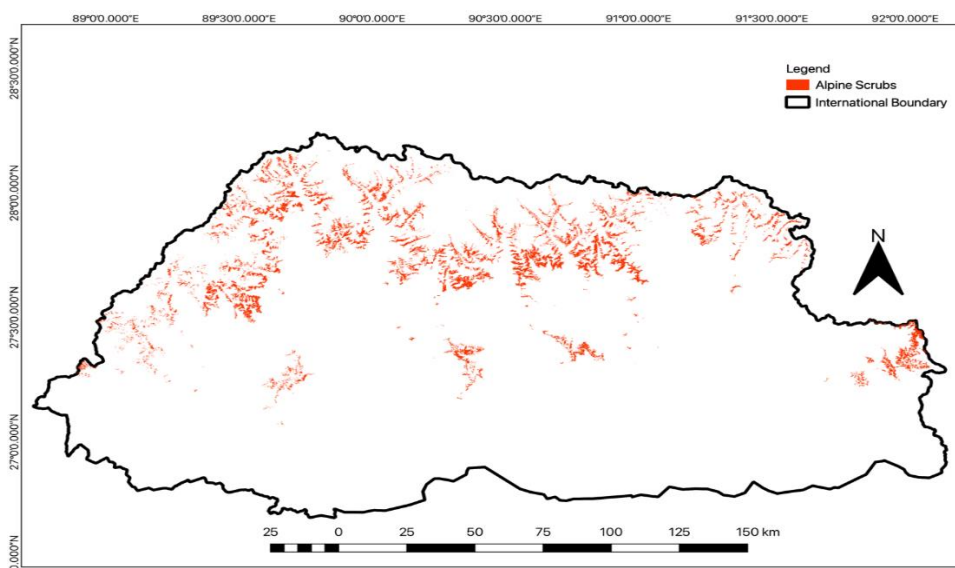 89°0'0.000"E 89°30'0.000"E 90°0'0.000"E 90°30'0.000"E 91°0'0.000"E 91°30'0.000"E 92°0'0.000"E
28°30'0.000"N
28°0'0.000"N
27°30'0.000"N
27°0'0.000"N
0.000"N
Legend
Alpine Scrubs
International Boundary
N
25 0 25 50 75 100 125 150 km